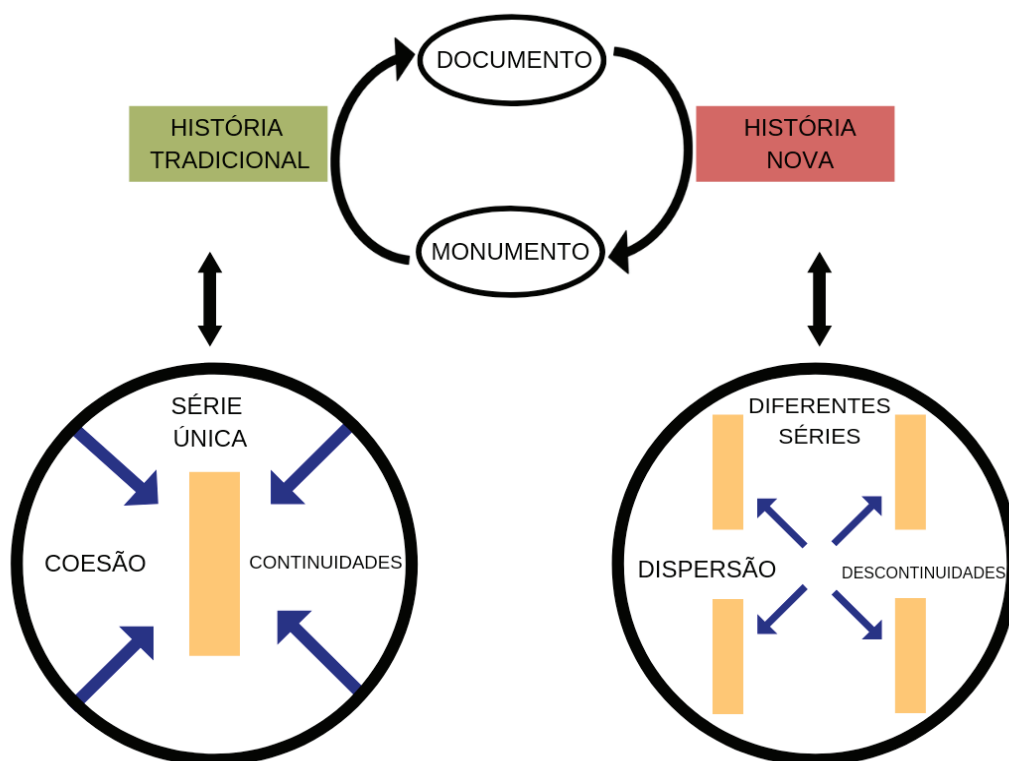 DOCUMENTO
HISTÓRIA
TRADICIONAL
HISTÓRIA
NOVA
MONUMENTO
SÉRIE
ÚNICA
COESÃO
CONTINUIDADES
DIFERENTES
SÉRIES
DISPERSÃO
DESCONTINUIDADES